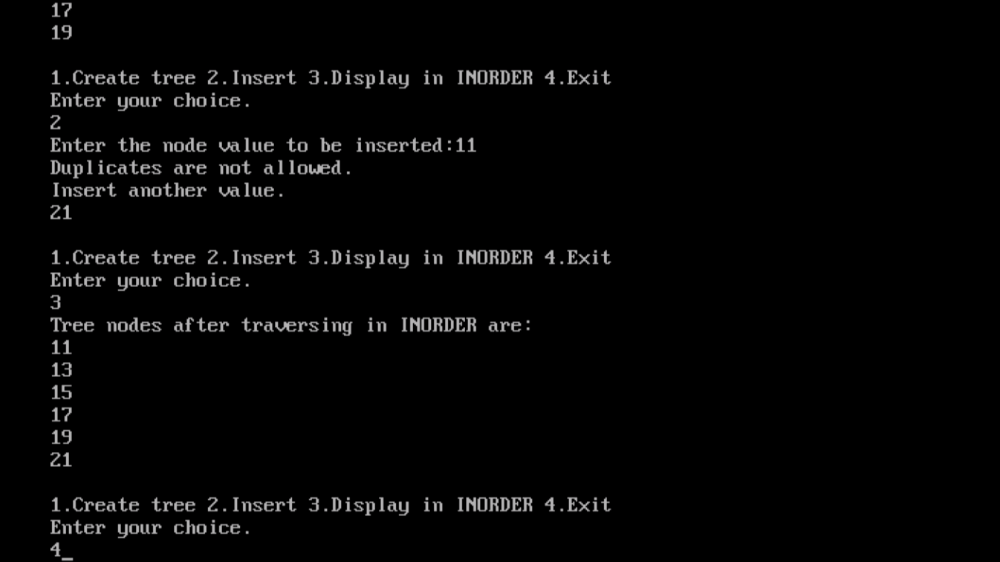 17
19
1.Create tree 2.Insert 3.Display in INORDER 4.Exit
Enter your choice.
2
Enter the node value to be inserted:11
Duplicates are not allowed.
Insert another value.
21
1.Create tree 2.Insert 3.Display in INORDER 4.Exit
Enter your choice.
3
Tree nodes after traversing in INORDER are:
11
13
15
17
19
21
1.Create tree 2.Insert 3.Display in INORDER 4.Exit
Enter your choice.
4_